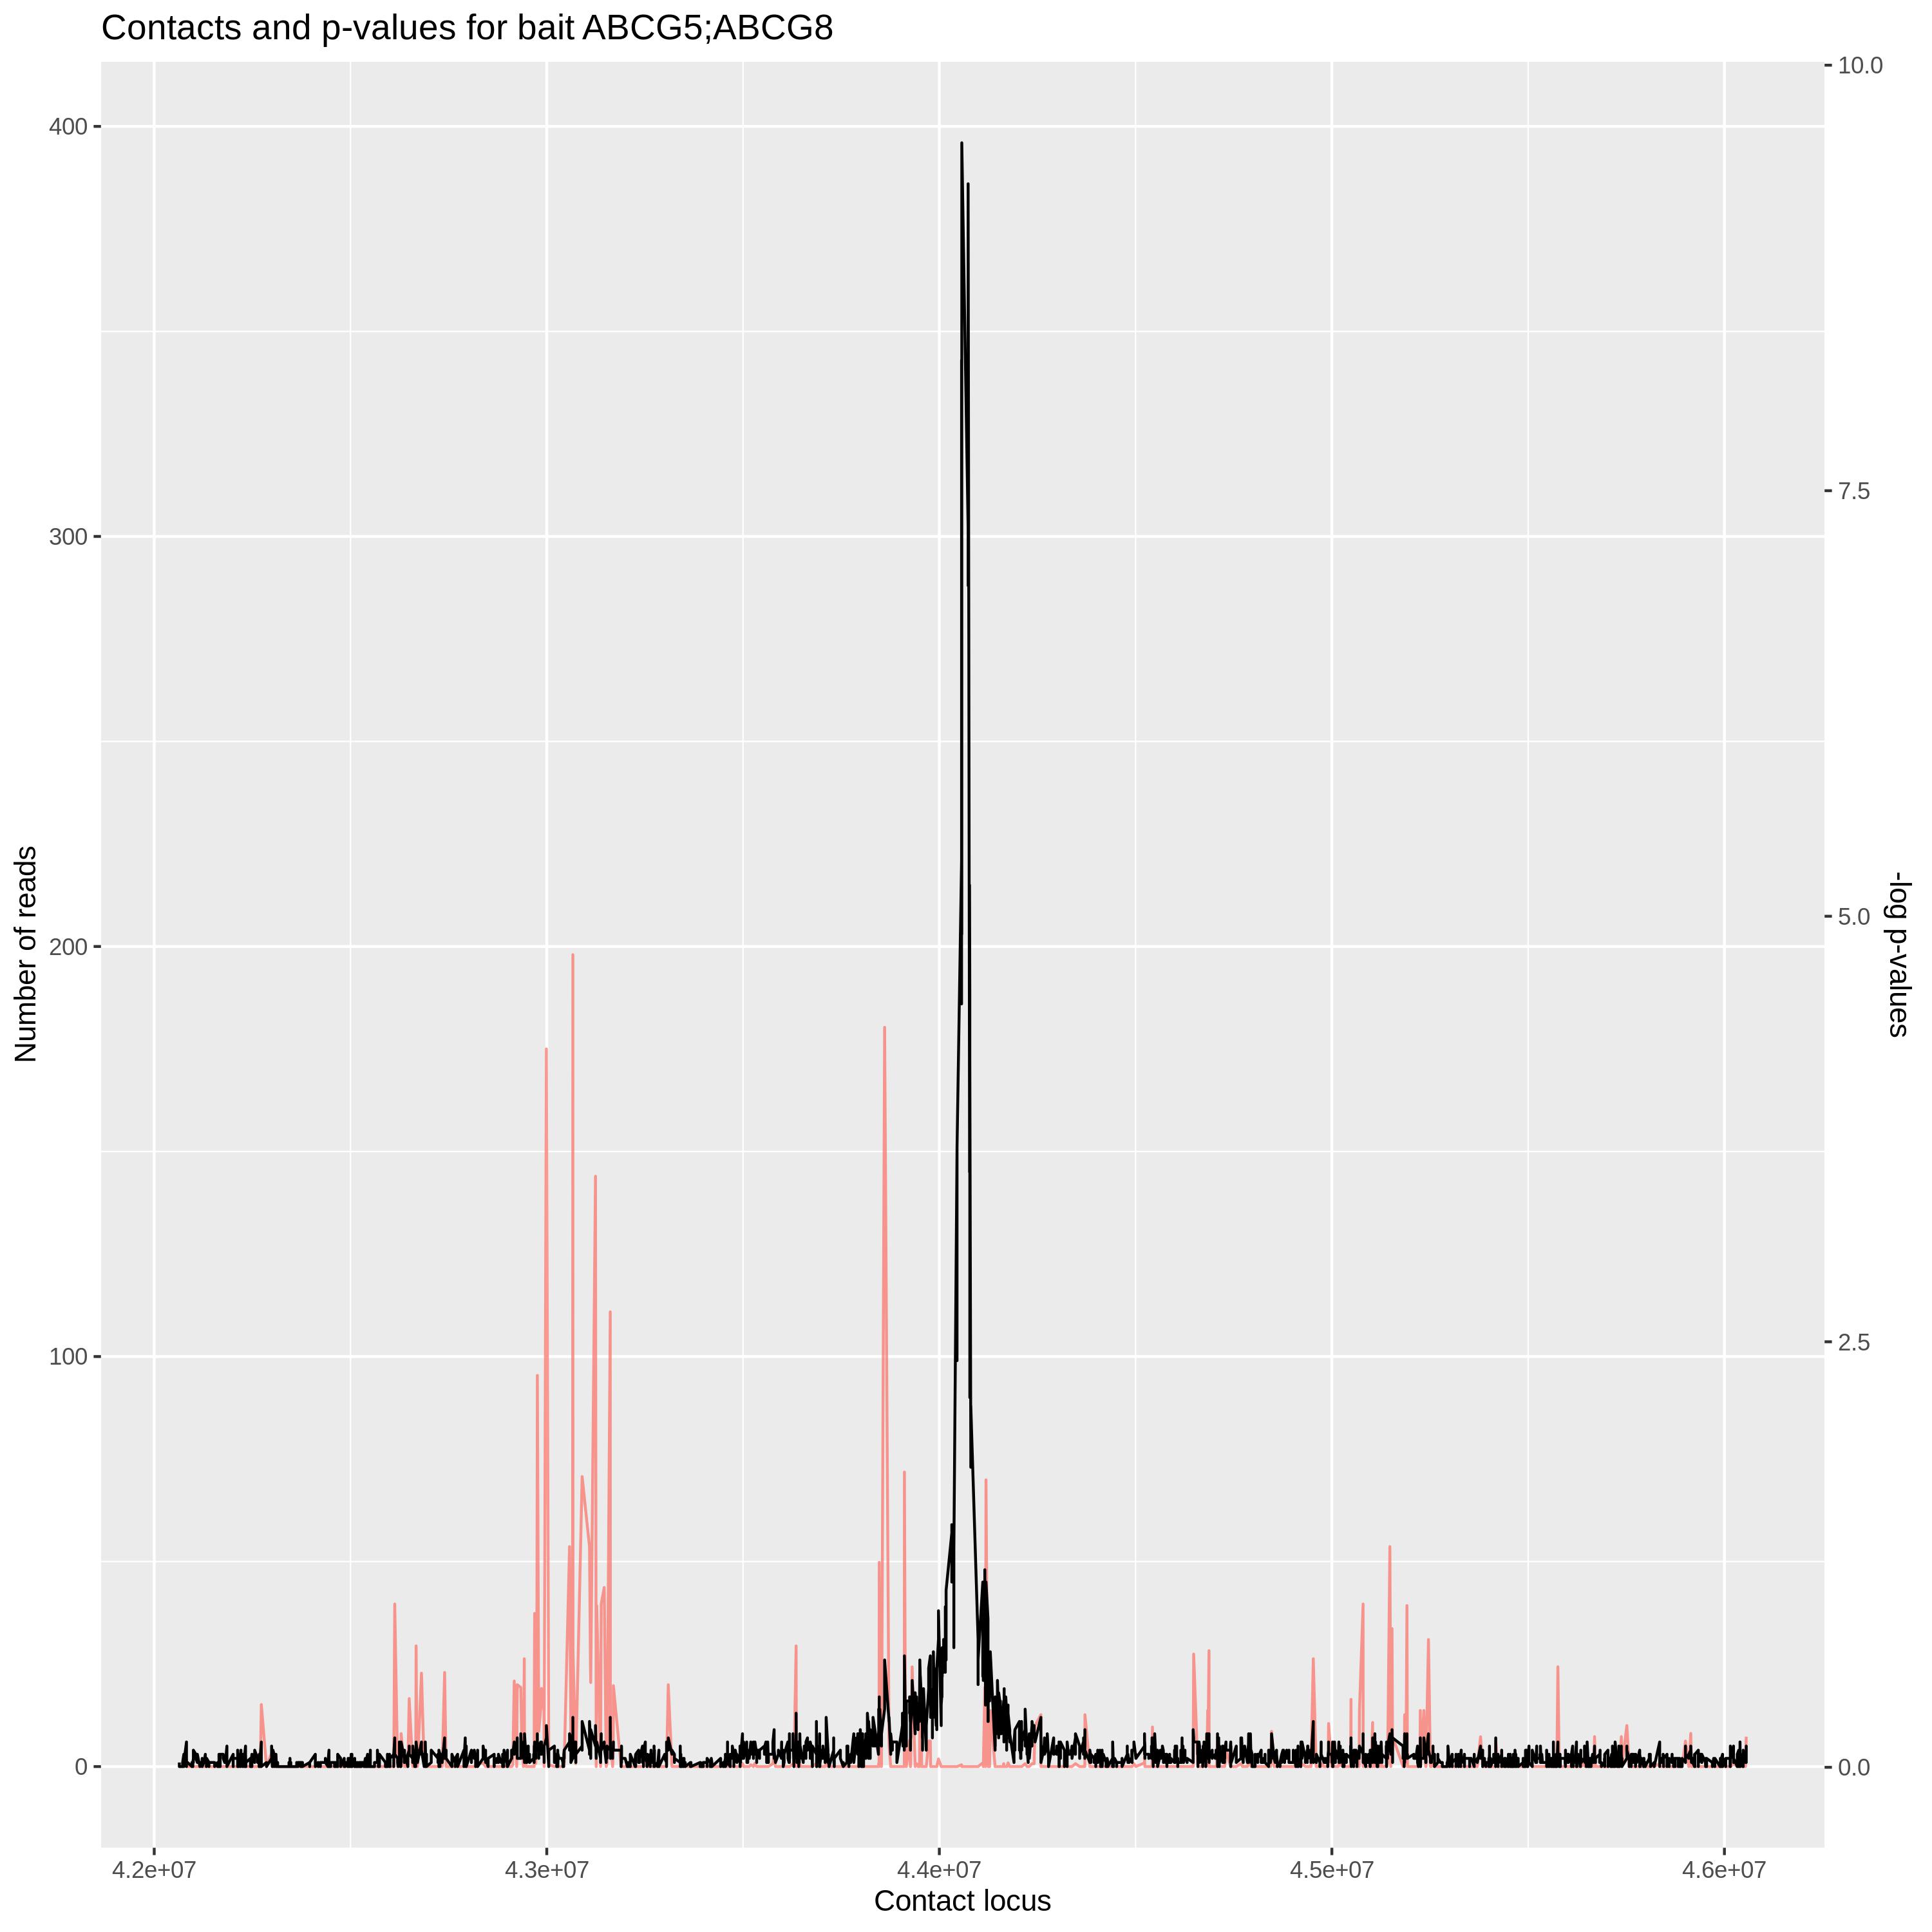 Contacts and p-values for bait ABCG5;ABCG8
400
300
200
100
0
Number of reads
10.0
7.5
5.0
2.5
0.0
-log p-values
4.2e+07
4.3e+07
4.4e+07
4.5e+07
4.6e+07
Contact locus